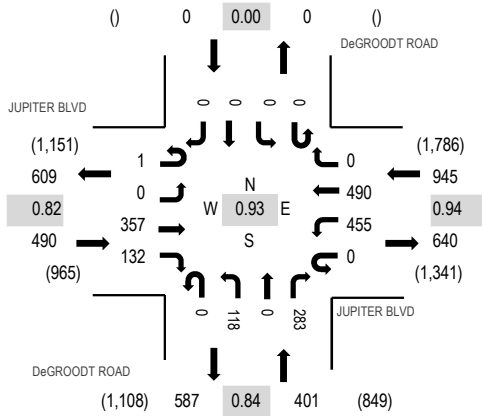 () 0 0.00 0 ()
DeGROODT ROAD
JUPITER BLVD
0 0 0 0
(1,151) (1,786)
609 1 0 945
0 N 490
0.82 W 0.93 E 0.94
490 357 S 455 640
132 0
(965) (1,341)
0 118 0 283
JUPITER BLVD
DeGROODT ROAD
(1,108) 587 0.84 401 (849)